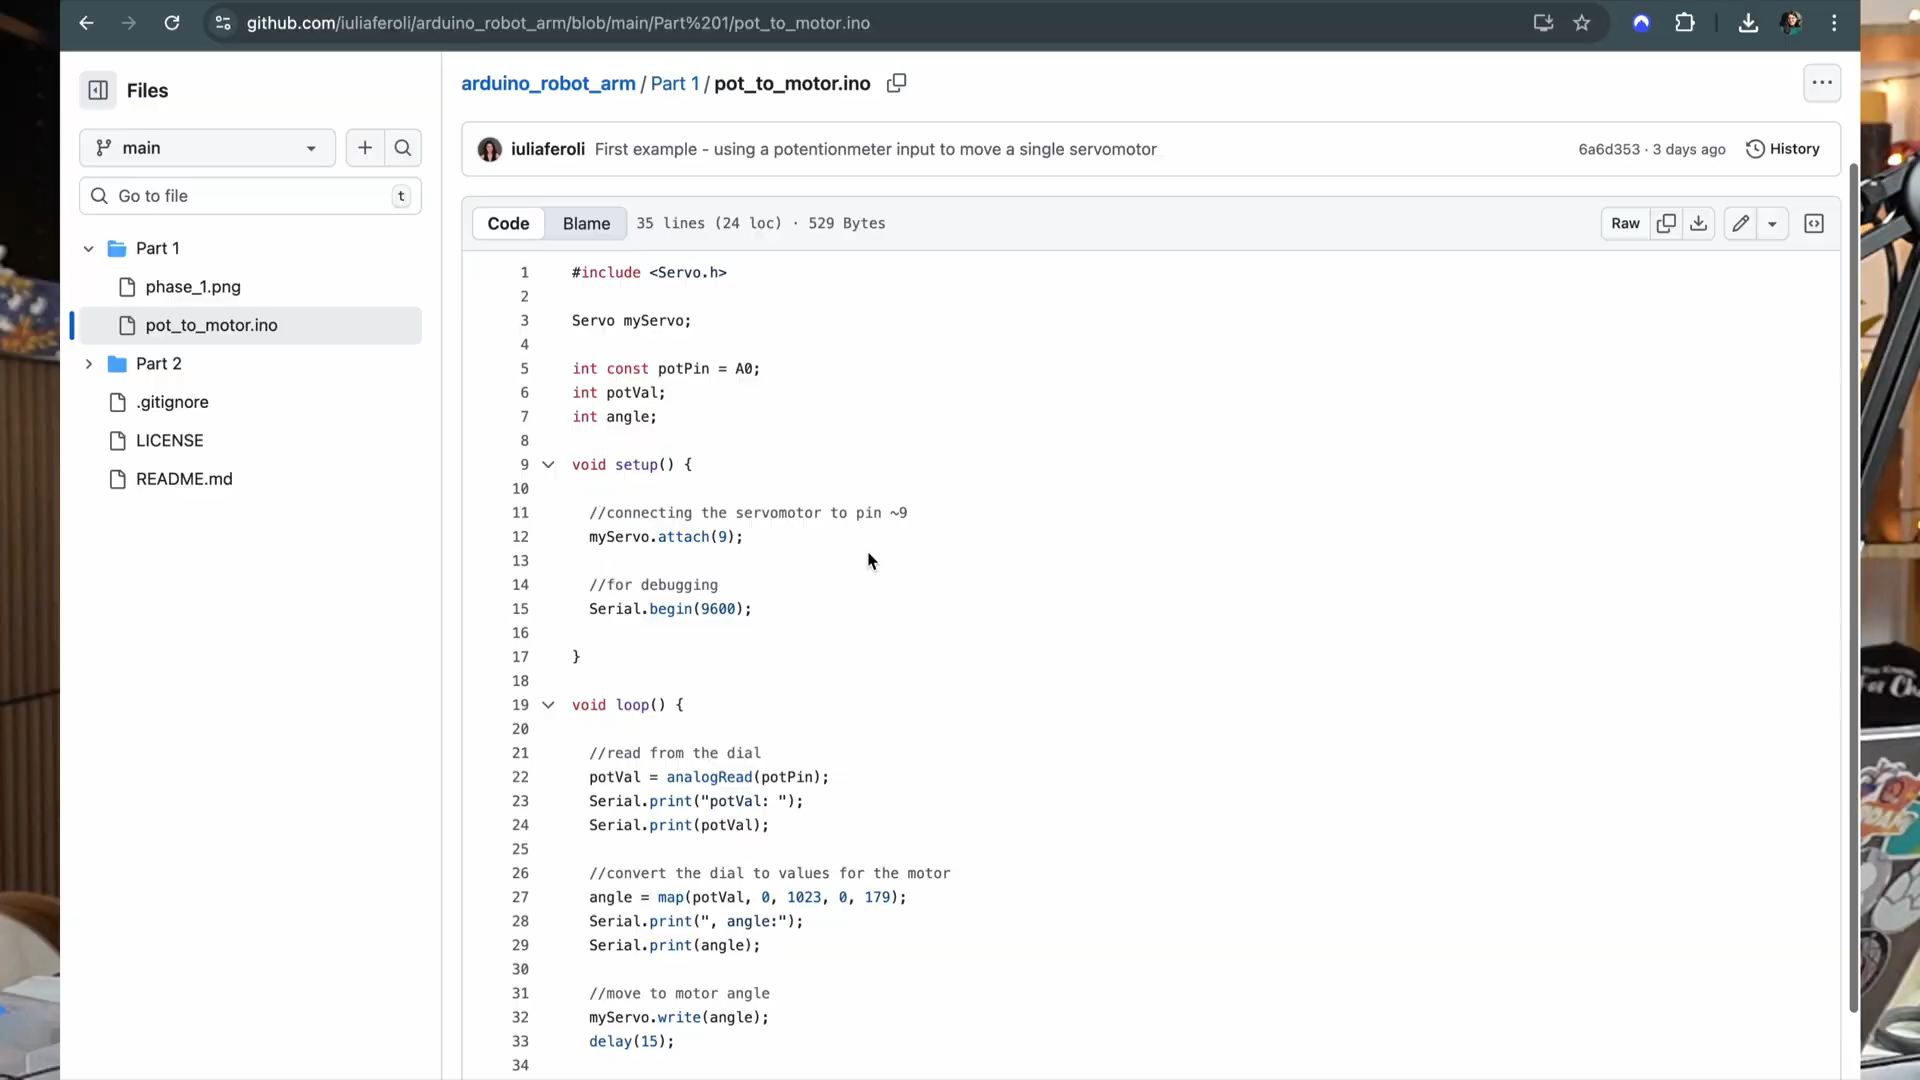 github.com/iuliaferoli/arduino_robot_arm/blob/main/Part%201/pot_to_motor.ino
Files
main
Go to file
t
Part 1
phase_1.png
pot_to_motor.ino
Part 2
.gitignore
LICENSE
README.md
arduino_robot_arm / Part 1 / pot_to_motor.ino
iuliaferoli First example - using a potentionmeter input to move a single servomotor
6a6d353 · 3 days ago
History
Code
Blame
35 lines (24 loc) · 529 Bytes
Raw
1 #include <Servo.h>
2
3 Servo myServo;
4
5 int const potPin = A0;
6 int potVal;
7 int angle;
8
9 void setup() {
10
11 //connecting the servomotor to pin ~9
12 myServo.attach(9);
13
14 //for debugging
15 Serial.begin(9600);
16
17 }
18
19 void loop() {
20
21 //read from the dial
22 potVal = analogRead(potPin);
23 Serial.print("potVal: ");
24 Serial.print(potVal);
25
26 //convert the dial to values for the motor
27 angle = map(potVal, 0, 1023, 0, 179);
28 Serial.print(", angle:");
29 Serial.print(angle);
30
31 //move to motor angle
32 myServo.write(angle);
33 delay(15);
34